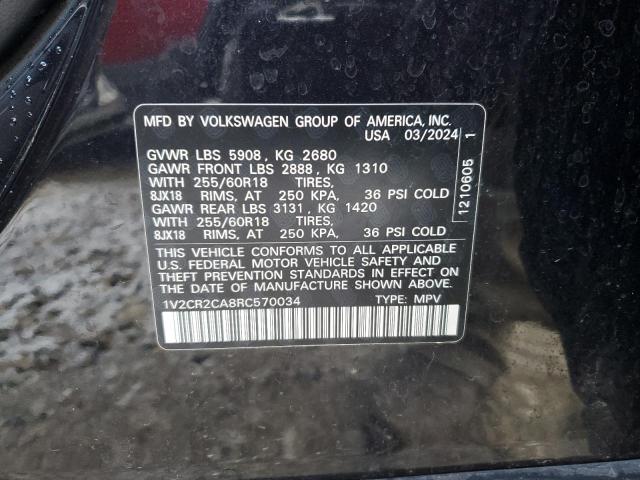 MFD BY VOLKSWAGEN GROUP OF AMERICA, INC.
USA 03/2024
GVWR LBS 5908, KG 2680
GAWR FRONT LBS 2888, KG 1310
WITH 255/60R18 TIRES,
8JX18 RIMS, AT 250 KPA, 36 PSI COLD
GAWR REAR LBS 3131, KG 1420
WITH 255/60R18 TIRES,
8JX18 RIMS, AT 250 KPA, 36 PSI COLD
THIS VEHICLE CONFORMS TO ALL APPLICABLE
U.S. FEDERAL MOTOR VEHICLE SAFETY AND
THEFT PREVENTION STANDARDS IN EFFECT ON
THE DATE OF MANUFACTURE SHOWN ABOVE.
1V2CR2CA8RC570034 TYPE: MPV
1210605 1